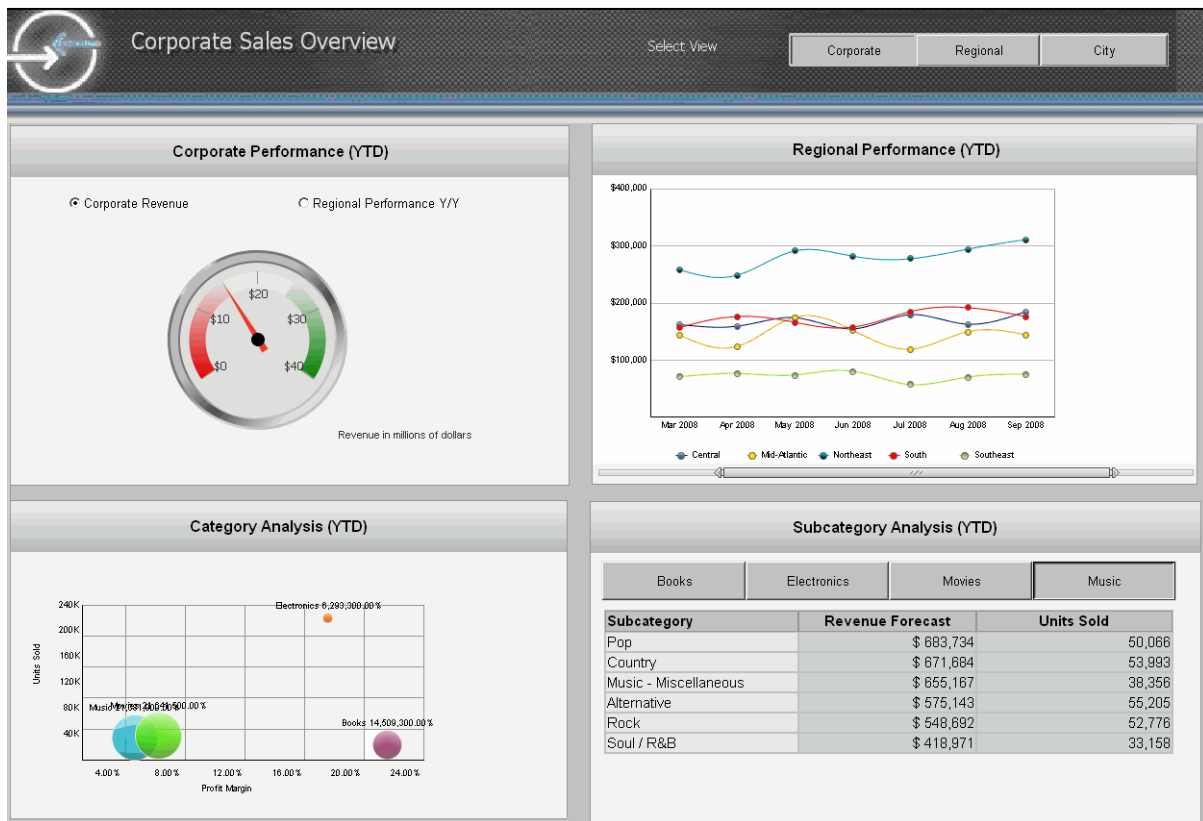 Corporate Sales Overview
Select View
Corporate Regional City
Corporate Performance (YTD)
Corporate Revenue Regional Performance Y/Y
$20
$10 $30
$0 $40
Revenue in millions of dollars
Regional Performance (YTD)
$400,000
$300,000
$200,000
$100,000
Mar 2008 Apr 2008 May 2008 Jun 2008 Jul 2008 Aug 2008 Sep 2008
Central Mid-Atlantic Northeast South Southeast
Category Analysis (YTD)
Units Sold
240K
200K
160K
120K
80K
40K
Electronics 6,293,300.00%
Music
Books 14,509,300.00%
4.00% 8.00% 12.00% 16.00% 20.00% 24.00%
Profit Margin
Subcategory Analysis (YTD)
Books Electronics Movies Music
Subcategory Revenue Forecast Units Sold
Pop $ 683,734 50,066
Country $ 671,684 53,993
Music - Miscellaneous $ 655,167 38,356
Alternative $ 575,143 55,205
Rock $ 548,692 52,776
Soul / R&B $ 418,971 33,158